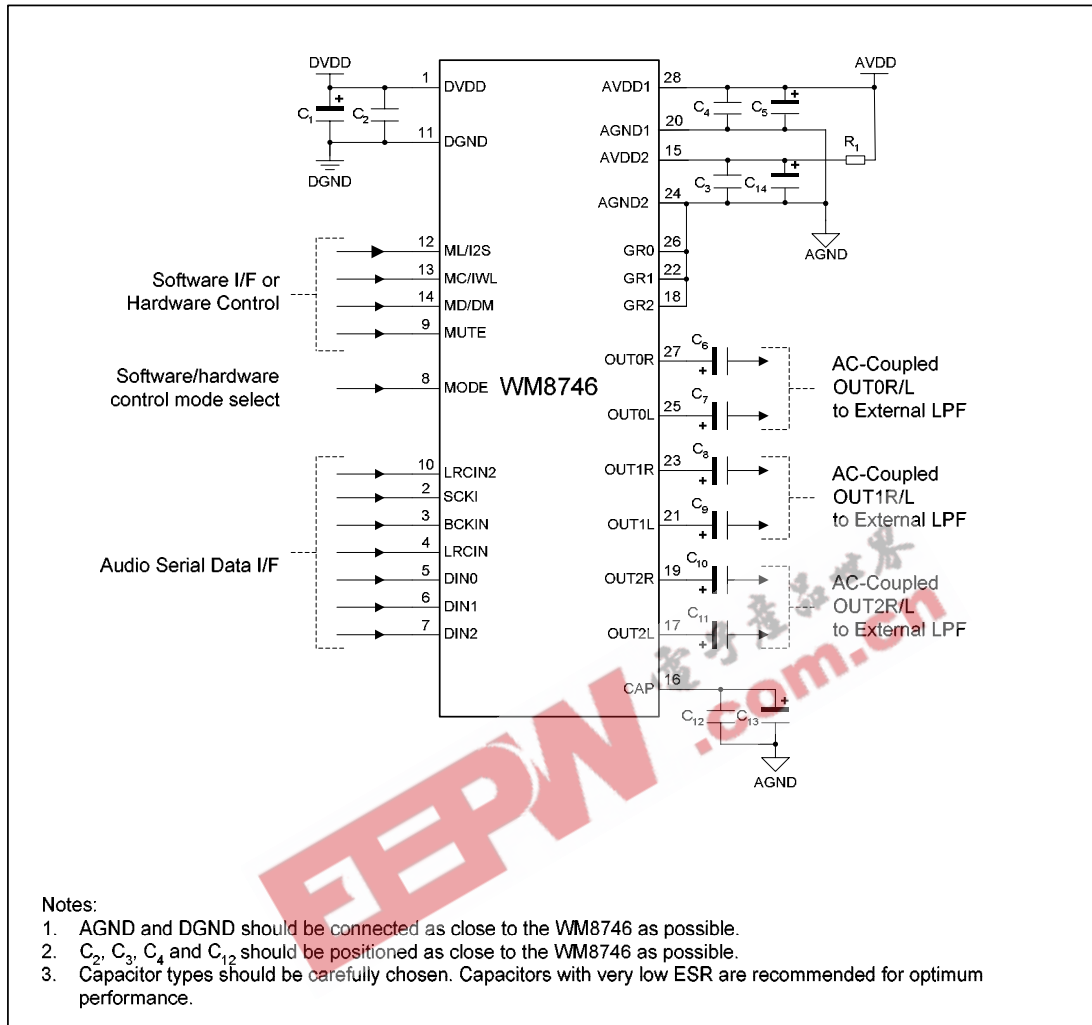 DVDD
1 DVDD
C1 +
C2
11 DGND
DGND
AVDD
AVDD1 28
C4
C5 +
AGND1 20
AVDD2 15
R1
C3
C14 +
AGND2 24
AGND
GR0 26
GR1 22
GR2 18
Software I/F or
Hardware Control
12 ML/I2S
13 MC/IWL
14 MD/DM
9 MUTE
Software/hardware
control mode select
8 MODE
WM8746
Audio Serial Data I/F
10 LRCIN2
2 SCKI
3 BCKIN
4 LRCIN
5 DIN0
6 DIN1
7 DIN2
OUT0R 27 C6 +
OUT0L 25 C7 +
AC-Coupled
OUT0R/L
to External LPF
OUT1R 23 C8 +
OUT1L 21 C9 +
AC-Coupled
OUT1R/L
to External LPF
OUT2R 19 C10 +
OUT2L 17 C11 +
AC-Coupled
OUT2R/L
to External LPF
CAP 16
C12
C13 +
AGND
EEPW
.com.cn
電子產品世界
Notes:
1. AGND and DGND should be connected as close to the WM8746 as possible.
2. C2, C3, C4 and C12 should be positioned as close to the WM8746 as possible.
3. Capacitor types should be carefully chosen. Capacitors with very low ESR are recommended for optimum
performance.